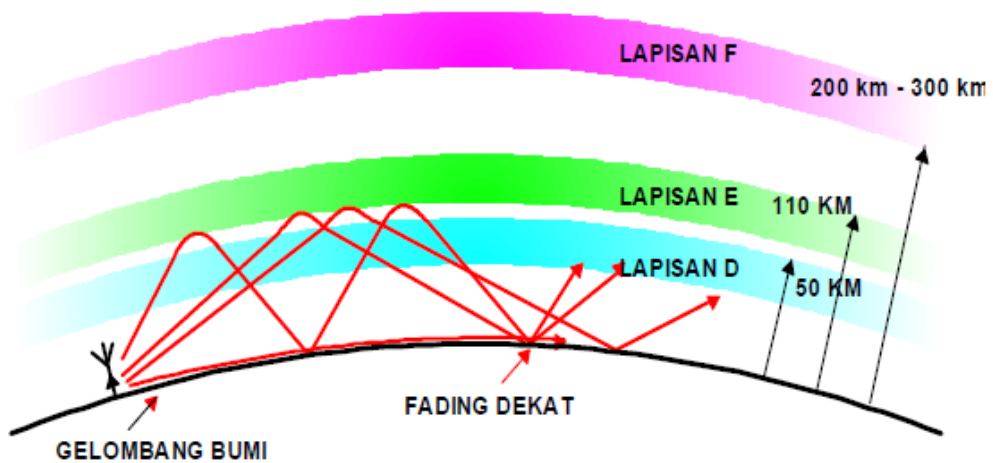 LAPISAN F
200 km - 300 km
LAPISAN E
110 KM
LAPISAN D
50 KM
FADING DEKAT
GELOMBANG BUMI